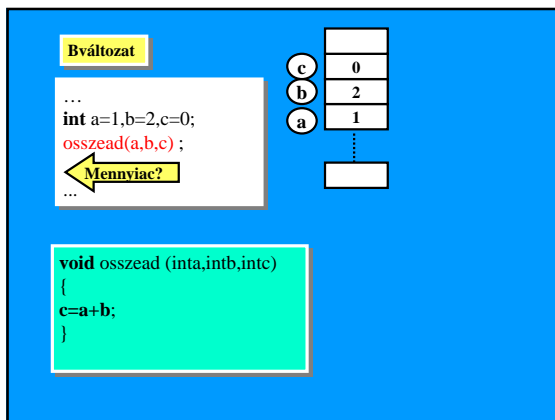 Bváltozat
…
int a=1,b=2,c=0;
osszead(a,b,c) ;
Mennyiac?
...
c 0
b 2
a 1
void osszead (inta,intb,intc)
{
c=a+b;
}